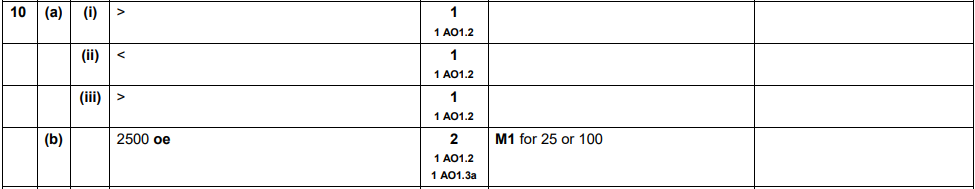 10 (a) (i) > 1
1 AO1.2
(ii) < 1
1 AO1.2
(iii) > 1
1 AO1.2
(b) 2500 oe 2 M1 for 25 or 100
1 AO1.2
1 AO1.3a